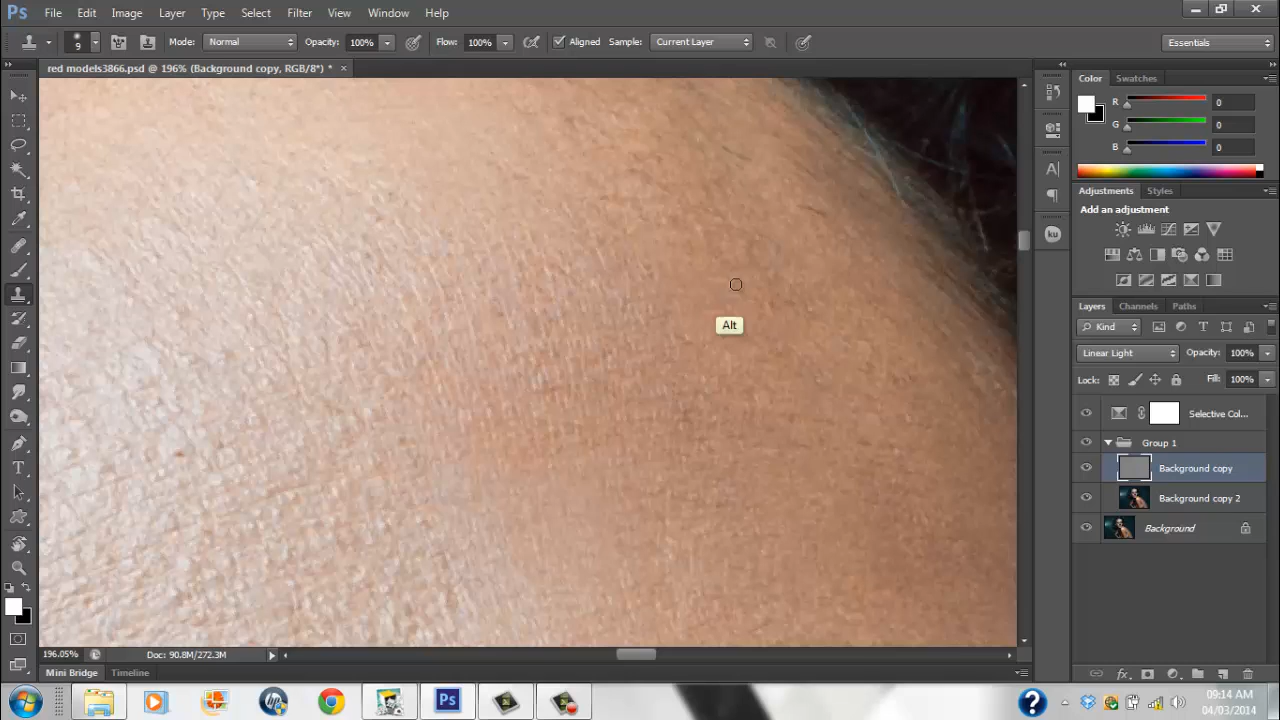 Ps File Edit Image Layer Type Select Filter View Window Help
9 Mode: Normal Opacity: 100% Flow: 100% Aligned Sample: Current Layer Essentials
red models3866.psd @ 196% (Background copy, RGB/8*) * ×
Color Swatches
R 0
G 0
B 0
Adjustments Styles
Add an adjustment
ku
Alt
Layers Channels Paths
Kind
Linear Light Opacity: 100%
Lock: Fill: 100%
Selective Col...
Group 1
Background copy
Background copy 2
Background
196.05% Doc: 90.8M/272.3M
Mini Bridge Timeline
09:14 AM
04/03/2014